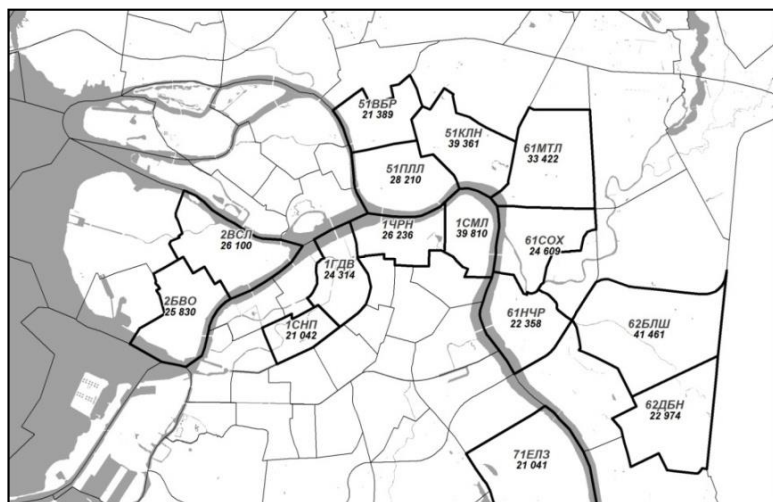 51ВБР
21 389
51КЛН
39 361
61МТЛ
33 422
51ПЛЛ
28 210
2ВСЛ
26 100
1ЧРН
26 236
1СМЛ
39 810
61СОХ
24 609
1ГДВ
24 314
2БВО
25 830
1СНП
21 042
61НЧР
22 358
62БЛШ
41 461
62ДБН
22 974
71ЕЛЗ
21 041